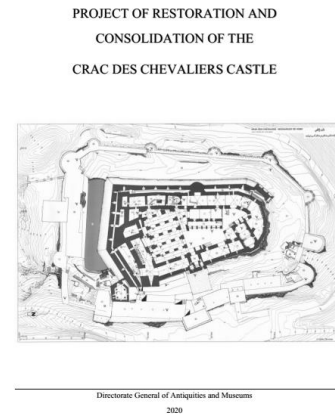 PROJECT OF RESTORATION AND
CONSOLIDATION OF THE
CRAC DES CHEVALIERS CASTLE
Directorate General of Antiquities and Museums
2020